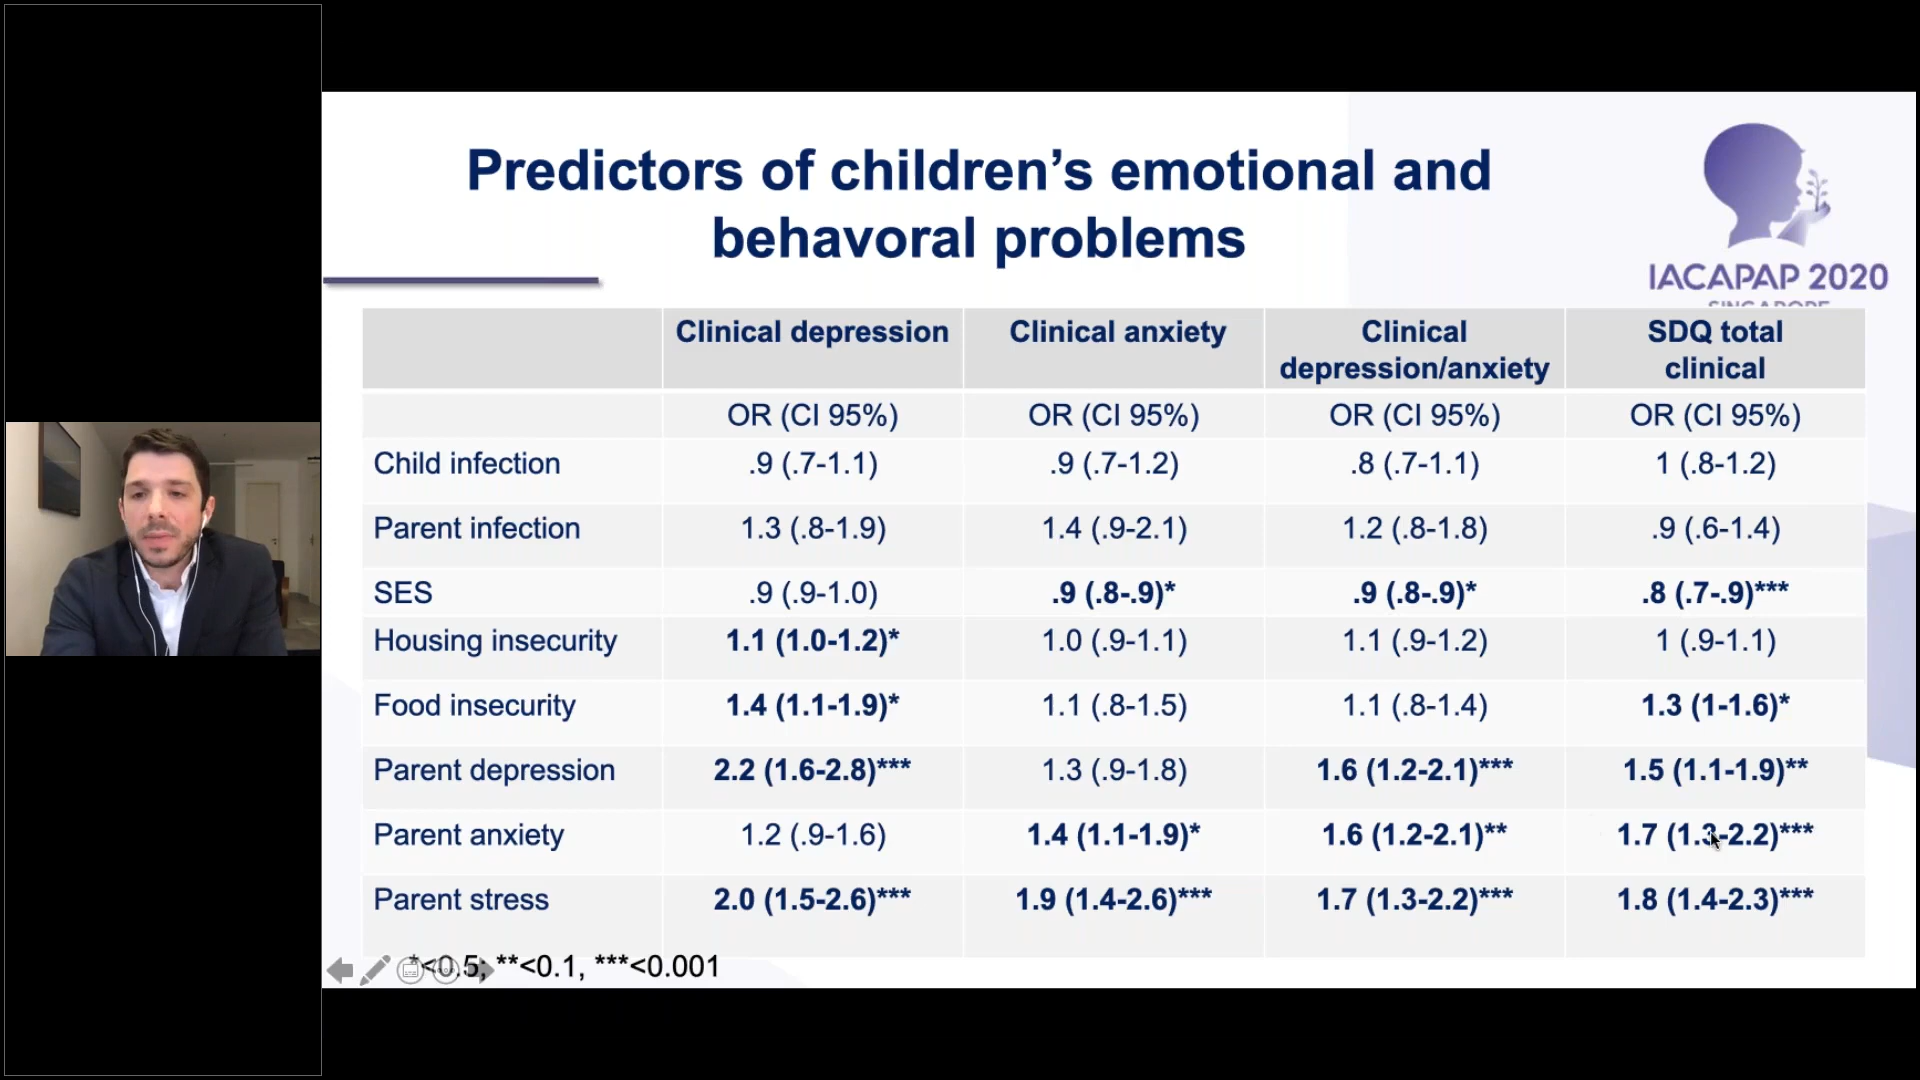 Predictors of children’s emotional and
behavoral problems
IACAPAP 2020
SINGAPORE
Clinical depression Clinical anxiety Clinical depression/anxiety SDQ total clinical
OR (CI 95%) OR (CI 95%) OR (CI 95%) OR (CI 95%)
Child infection .9 (.7-1.1) .9 (.7-1.2) .8 (.7-1.1) 1 (.8-1.2)
Parent infection 1.3 (.8-1.9) 1.4 (.9-2.1) 1.2 (.8-1.8) .9 (.6-1.4)
SES .9 (.9-1.0) .9 (.8-.9)* .9 (.8-.9)* .8 (.7-.9)***
Housing insecurity 1.1 (1.0-1.2)* 1.0 (.9-1.1) 1.1 (.9-1.2) 1 (.9-1.1)
Food insecurity 1.4 (1.1-1.9)* 1.1 (.8-1.5) 1.1 (.8-1.4) 1.3 (1-1.6)*
Parent depression 2.2 (1.6-2.8)*** 1.3 (.9-1.8) 1.6 (1.2-2.1)*** 1.5 (1.1-1.9)**
Parent anxiety 1.2 (.9-1.6) 1.4 (1.1-1.9)* 1.6 (1.2-2.1)** 1.7 (1.3-2.2)***
Parent stress 2.0 (1.5-2.6)*** 1.9 (1.4-2.6)*** 1.7 (1.3-2.2)*** 1.8 (1.4-2.3)***
*<0.5; **<0.1, ***<0.001